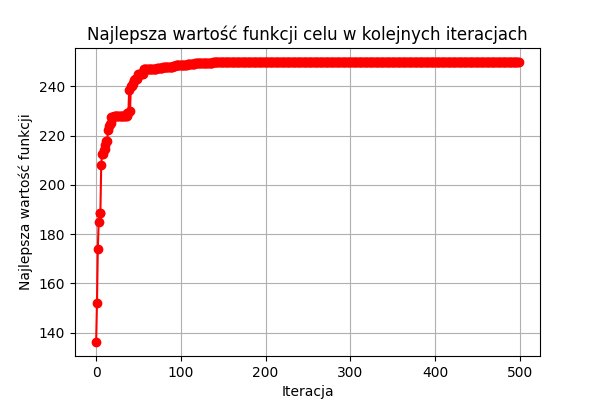 Najlepsza wartość funkcji celu w kolejnych iteracjach
Najlepsza wartość funkcji
240
220
200
180
160
140
0 100 200 300 400 500
Iteracja